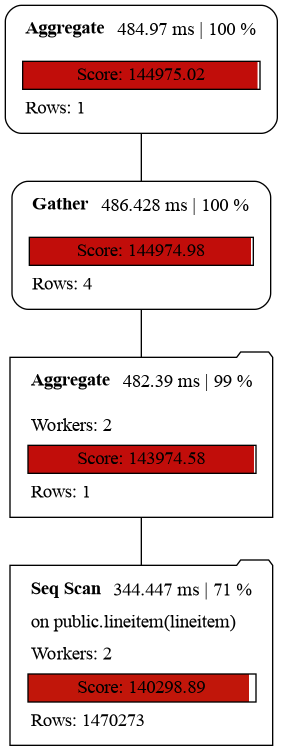 Aggregate 484.97 ms | 100 %
Score: 144975.02
Rows: 1
Gather 486.428 ms | 100 %
Score: 144974.98
Rows: 4
Aggregate 482.39 ms | 99 %
Workers: 2
Score: 143974.58
Rows: 1
Seq Scan 344.447 ms | 71 %
on public.lineitem(lineitem)
Workers: 2
Score: 140298.89
Rows: 1470273